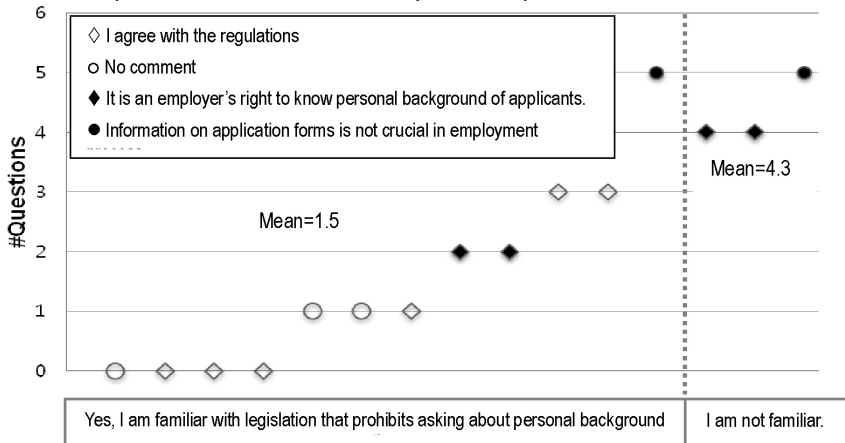 6
5
4
3
2
1
0
#Questions
I agree with the regulations
No comment
It is an employer's right to know personal background of applicants.
Information on application forms is not crucial in employment
Mean=1.5
Mean=4.3
Yes, I am familiar with legislation that prohibits asking about personal background
I am not familiar.